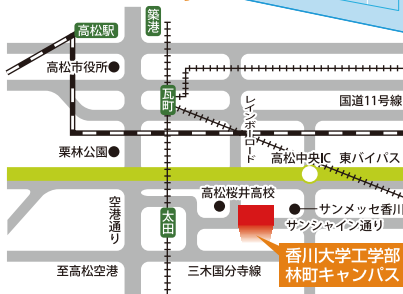 築港
高松駅
高松市役所
瓦町
レインボーロード
国道11号線
栗林公園
高松中央IC 東バイパス
高松桜井高校
サンメッセ香川
空港通り
太田
サンシャイン通り
香川大学工学部
林町キャンパス
至高松空港
三木国分寺線